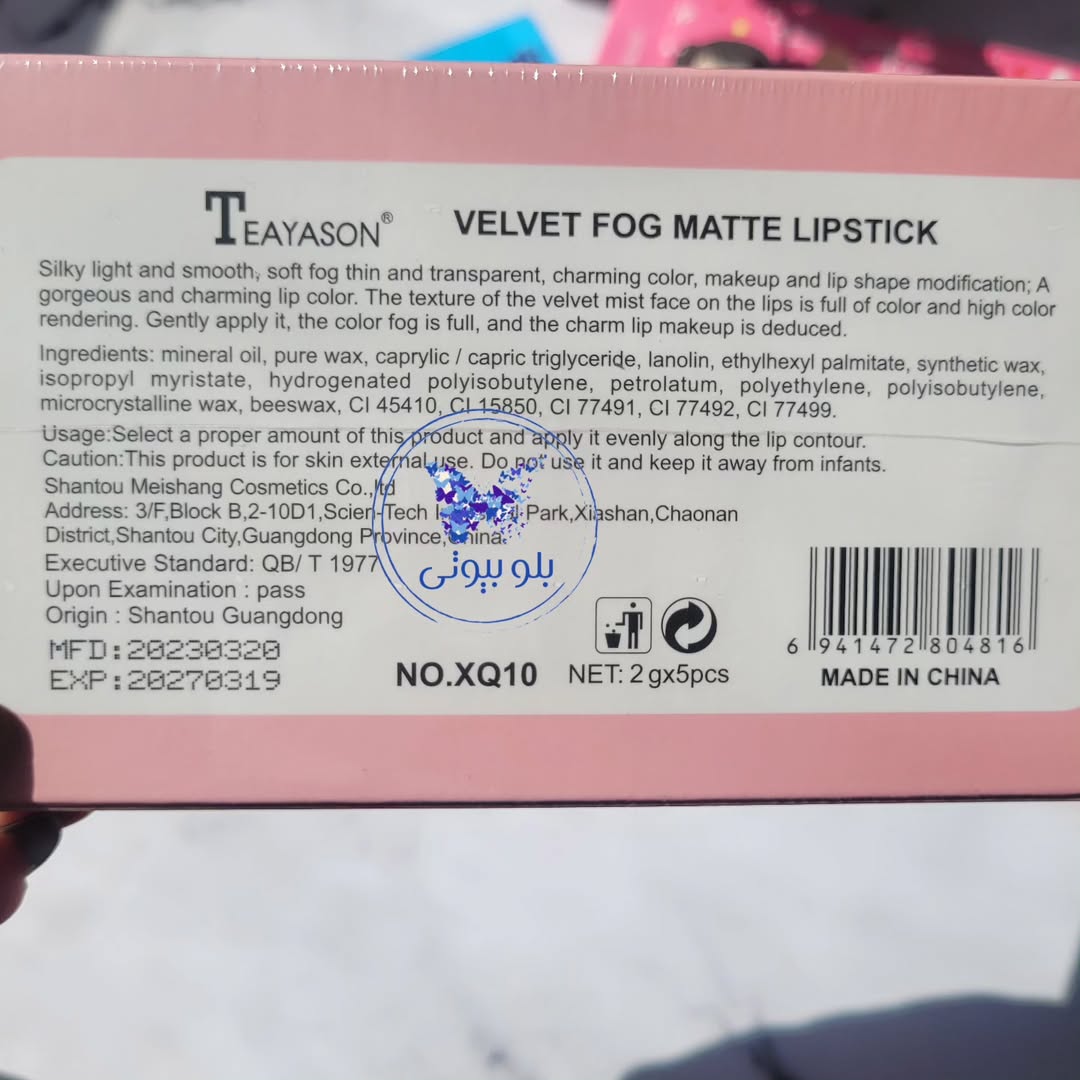 TEAYASON®
VELVET FOG MATTE LIPSTICK
Silky light and smooth, soft fog thin and transparent, charming color, makeup and lip shape modification; A
gorgeous and charming lip color. The texture of the velvet mist face on the lips is full of color and high color
rendering. Gently apply it, the color fog is full, and the charm lip makeup is deduced.
Ingredients: mineral oil, pure wax, caprylic / capric triglyceride, lanolin, ethylhexyl palmitate, synthetic wax,
isopropyl myristate, hydrogenated polyisobutylene, petrolatum, polyethylene, polyisobutylene,
microcrystalline wax, beeswax, CI 45410, CI 15850, CI 77491, CI 77492, CI 77499.
Usage:Select a proper amount of this product and apply it evenly along the lip contour.
Caution:This product is for skin external use. Do not use it and keep it away from infants.
Shantou Meishang Cosmetics Co.,ltd
Address: 3/F,Block B,2-10D1,Scien-Tech Park,Xiashan,Chaonan
District,Shantou City,Guangdong Province,China.
Executive Standard: QB/ T 1977
Upon Examination : pass
Origin : Shantou Guangdong
MFD:20230320
EXP:20270319
بلو بیوتی
NO.XQ10
NET: 2 gx5pcs
6 941472 804816
MADE IN CHINA